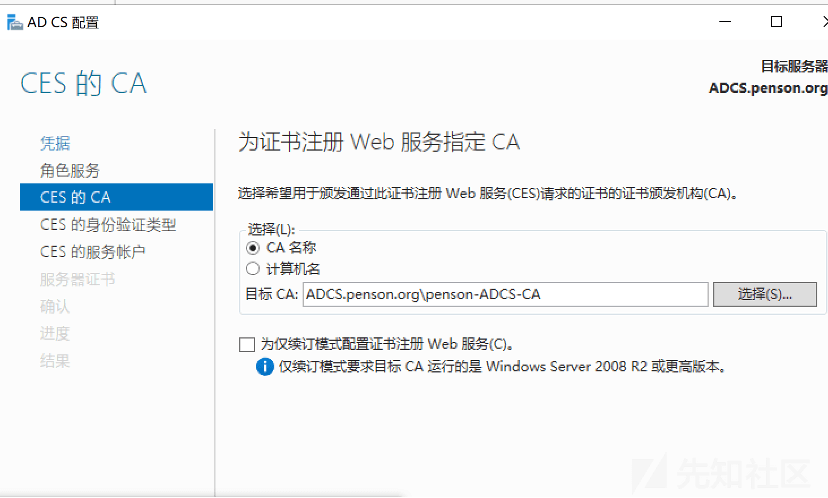 AD CS 配置
CES 的 CA
目标服务器
ADCS.penson.org
凭据
角色服务
CES 的 CA
CES 的身份验证类型
CES 的服务帐户
服务器证书
确认
进度
结果
为证书注册 Web 服务指定 CA
选择希望用于颁发通过此证书注册 Web 服务(CES)请求的证书的证书颁发机构(CA)。
选择(L):
CA 名称
计算机名
目标 CA: ADCS.penson.org\penson-ADCS-CA 选择(S)...
为仅续订模式配置证书注册 Web 服务(C)。
仅续订模式要求目标 CA 运行的是 Windows Server 2008 R2 或更高版本。
先知社区